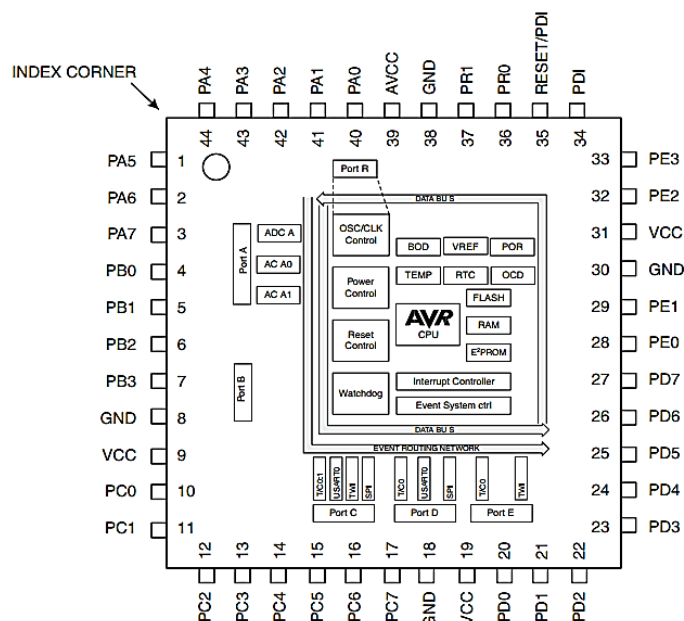 INDEX CORNER
PA4 PA3 PA2 PA1 PA0 AVCC GND PR1 PR0 RESET/PDI PDI
44 43 42 41 40 39 38 37 36 35 34
PA5 1
PA6 2
PA7 3
PB0 4
PB1 5
PB2 6
PB3 7
GND 8
VCC 9
PC0 10
PC1 11
33 PE3
32 PE2
31 VCC
30 GND
29 PE1
28 PE0
27 PD7
26 PD6
25 PD5
24 PD4
23 PD3
Port R
DATA BUS
OSC/CLK
Control
BOD VREF POR
Power
Control
TEMP RTC OCD
FLASH
AVR
CPU
RAM
E²PROM
Reset
Control
Watchdog
Interrupt Controller
Event System ctrl
DATA BUS
EVENT ROUTING NETWORK
Port A
ADC A
AC A0
AC A1
Port B
T/C0:1 USART0 TWI SPI
T/C0 USART0 SPI
T/C0 TWI
Port C Port D Port E
12 13 14 15 16 17 18 19 20 21 22
PC2 PC3 PC4 PC5 PC6 PC7 GND VCC PD0 PD1 PD2